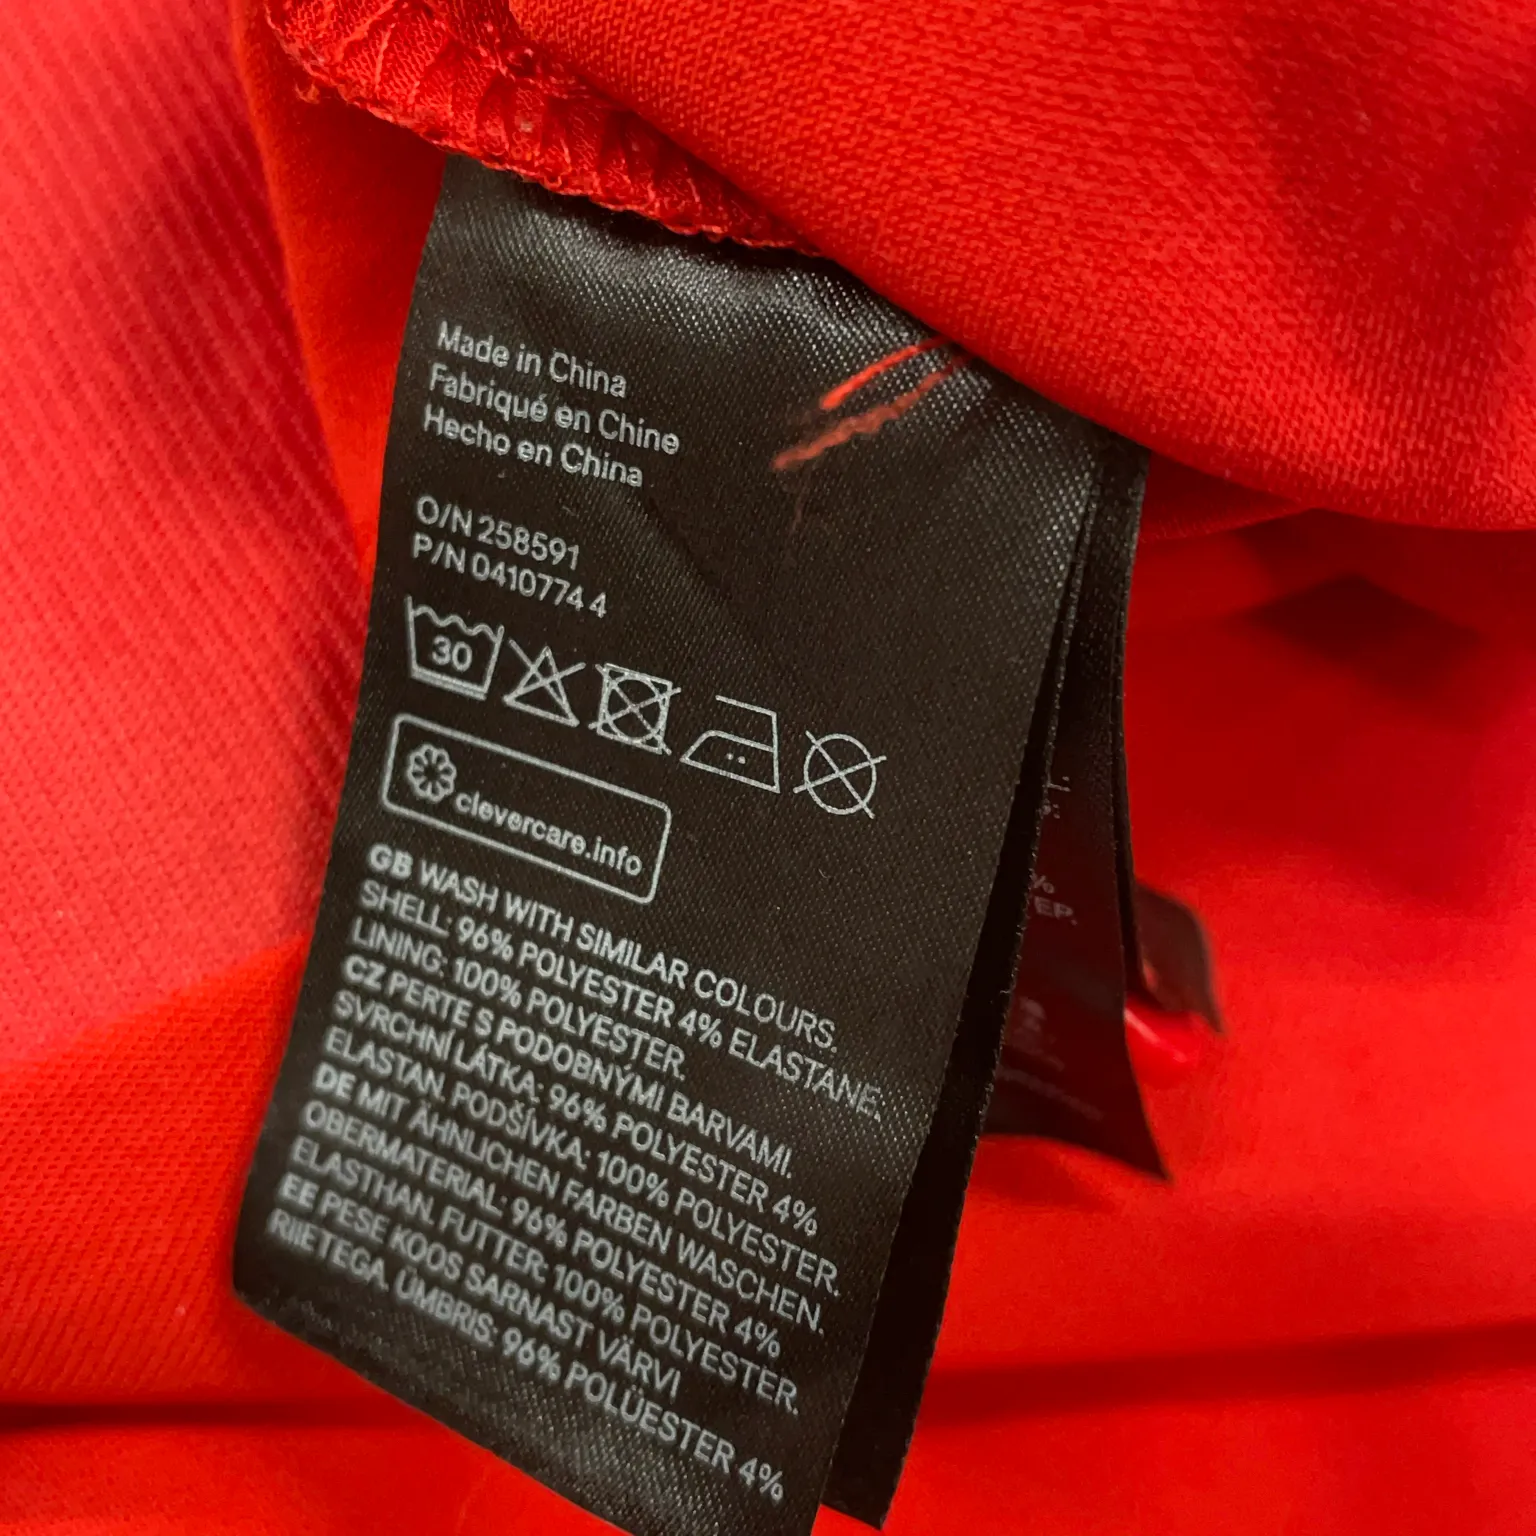 Made in China
Fabriqué en Chine
Hecho en China
O/N 258591
P/N 0410774 4
30
clevercare.info
GB WASH WITH SIMILAR COLOURS.
SHELL: 96% POLYESTER 4% ELASTANE.
LINING: 100% POLYESTER.
CZ PERTE S PODOBNÝMI BARVAMI.
SVRCHNÍ LÁTKA: 96% POLYESTER 4%
ELASTAN. PODŠÍVKA: 100% POLYESTER.
DE MIT ÄHNLICHEN FARBEN WASCHEN.
OBERMATERIAL: 96% POLYESTER 4%
ELASTHAN. FUTTER: 100% POLYESTER.
EE PESE KOOS SARNAST VÄRVI
RIIETEGA. ÜMBRIS: 96% POLÜESTER 4%
%
EP.